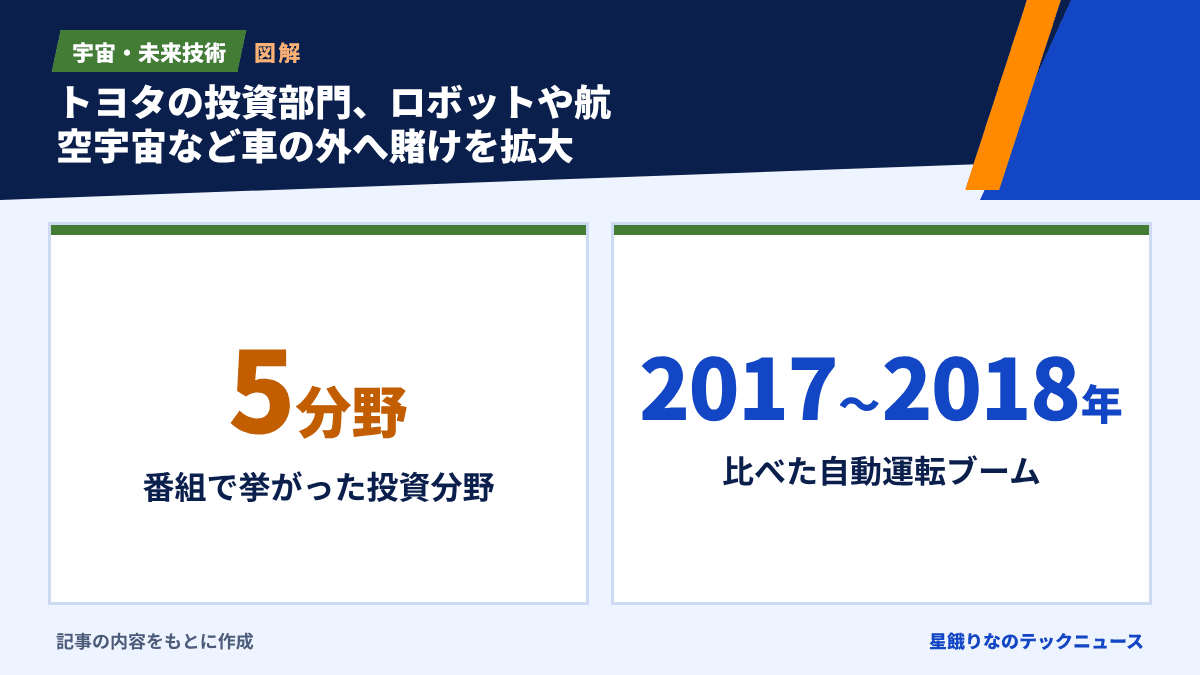 宇宙・未来技術 図解
トヨタの投資部門、ロボットや航
空宇宙など車の外へ賭けを拡大
5分野
番組で挙がった投資分野
2017～2018年
比べた自動運転ブーム
記事の内容をもとに作成
星餓りなのテックニュース